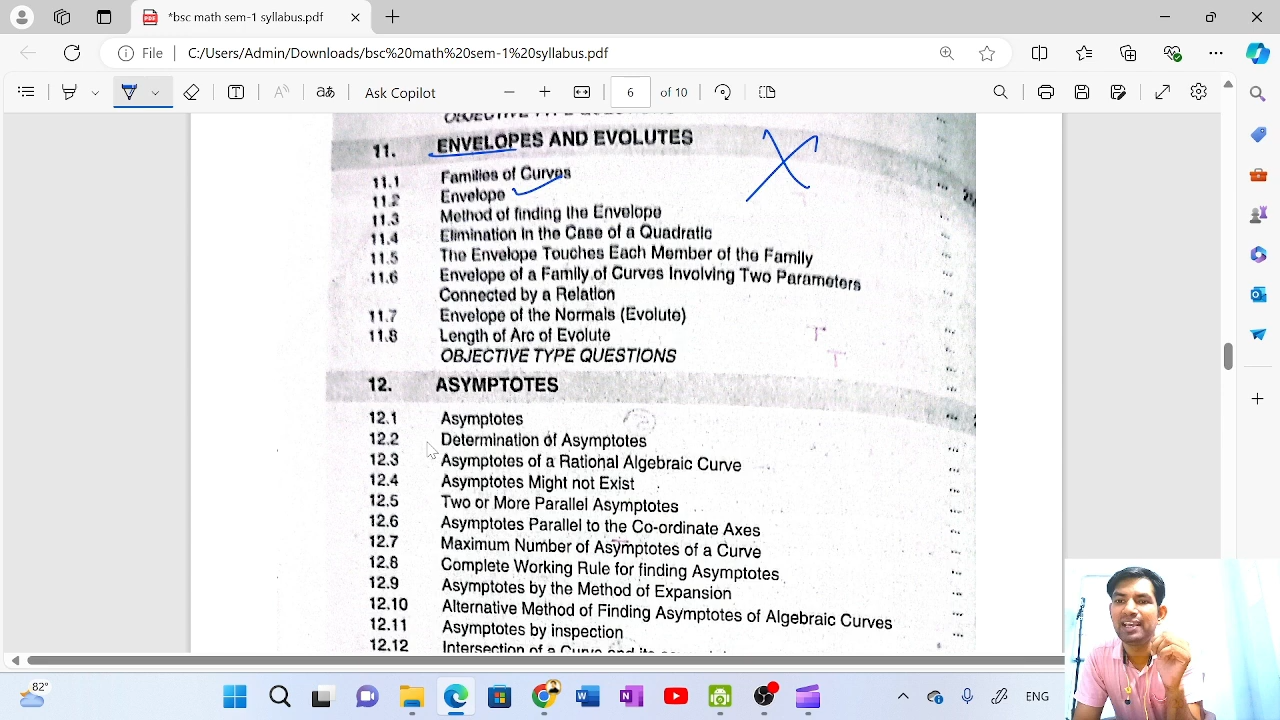 *bsc math sem-1 syllabus.pdf
File
C:/Users/Admin/Downloads/bsc%20math%20sem-1%20syllabus.pdf
Ask Copilot
6 of 10
OBJECTIVE TYPE QUESTIONS
11. ENVELOPES AND EVOLUTES
11.1 Families of Curves
11.2 Envelope
11.3 Method of finding the Envelope
11.4 Elimination in the Case of a Quadratic
11.5 The Envelope Touches Each Member of the Family
11.6 Envelope of a Family of Curves Involving Two Parameters
Connected by a Relation
11.7 Envelope of the Normals (Evolute)
11.8 Length of Arc of Evolute
OBJECTIVE TYPE QUESTIONS
12. ASYMPTOTES
12.1 Asymptotes
12.2 Determination of Asymptotes
12.3 Asymptotes of a Rational Algebraic Curve
12.4 Asymptotes Might not Exist
12.5 Two or More Parallel Asymptotes
12.6 Asymptotes Parallel to the Co-ordinate Axes
12.7 Maximum Number of Asymptotes of a Curve
12.8 Complete Working Rule for finding Asymptotes
12.9 Asymptotes by the Method of Expansion
12.10 Alternative Method of Finding Asymptotes of Algebraic Curves
12.11 Asymptotes by inspection
12.12 Intersection of a Curve and its
82°
ENG